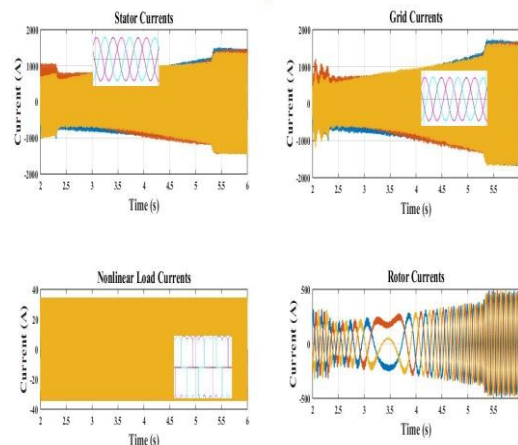 Stator Currents
Current (A)
2000
1000
0
-1000
-2000
2 2.5 3 3.5 4 4.5 5 5.5 6
Time (s)
Grid Currents
Current (A)
2000
1000
0
-1000
-2000
2 2.5 3 3.5 4 4.5 5 5.5 6
Time (s)
Nonlinear Load Currents
Current (A)
40
20
0
-20
-40
2 2.5 3 3.5 4 4.5 5 5.5 6
Time (s)
Rotor Currents
Current (A)
500
0
-500
2 2.5 3 3.5 4 4.5 5 5.5 6
Time (s)